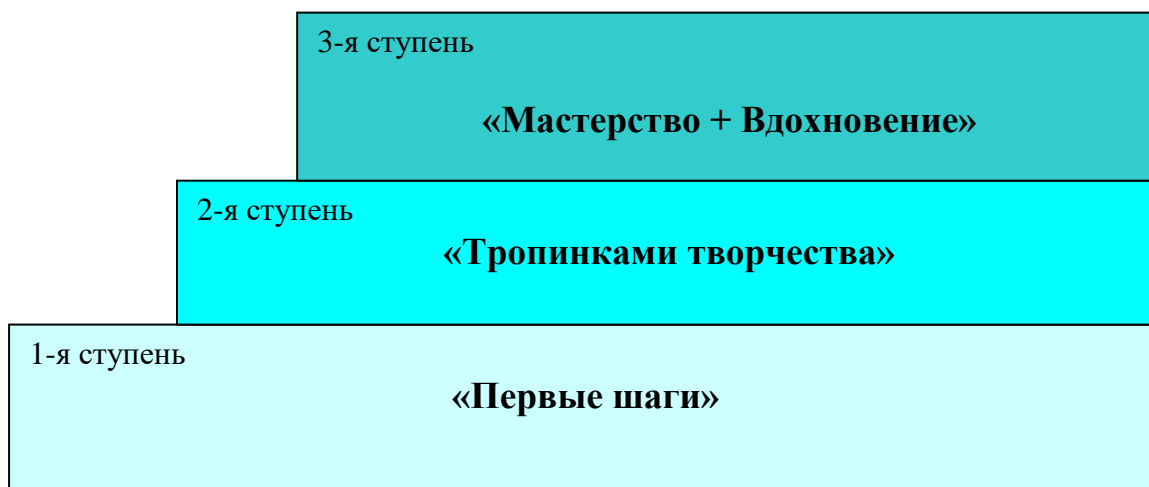 3-я ступень
«Мастерство + Вдохновение»
2-я ступень
«Тропинками творчества»
1-я ступень
«Первые шаги»